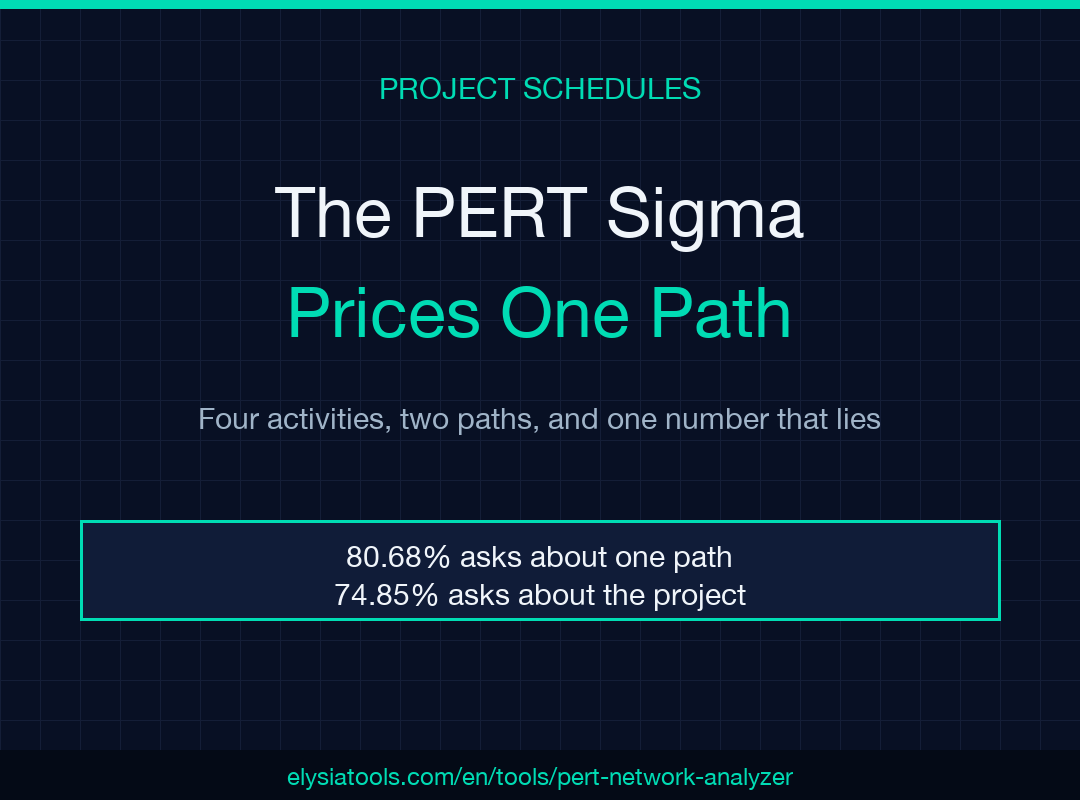 PROJECT SCHEDULES
The PERT Sigma
Prices One Path
Four activities, two paths, and one number that lies
80.68% asks about one path
74.85% asks about the project
elysiatools.com/en/tools/pert-network-analyzer